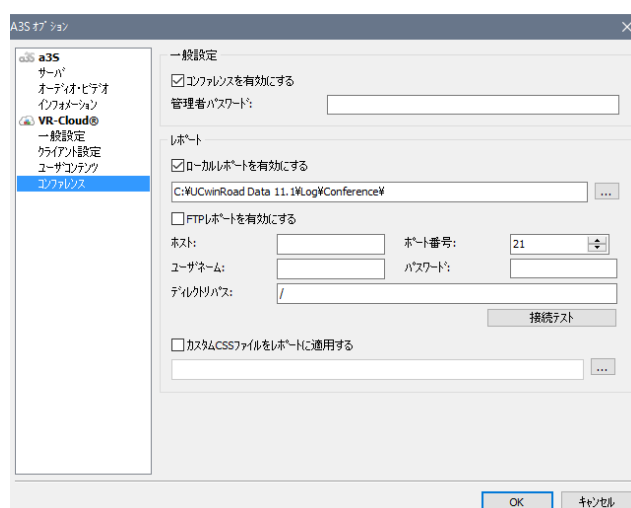 A3S オプション
a3S a3S
サーバ
オーディオ・ビデオ
インフォメーション
VR-Cloud®
一般設定
クライアント設定
ユーザコンテンツ
コンファレンス
一般設定
コンファレンスを有効にする
管理者パスワード:
レポート
ローカルレポートを有効にする
C:¥UCwinRoad Data 11.1¥Log¥Conference¥
...
FTPレポートを有効にする
ホスト:
ポート番号:
21
ユーザネーム:
パスワード:
ディレクトリパス:
/
接続テスト
カスタムCSSファイルをレポートに適用する
...
OK
キャンセル